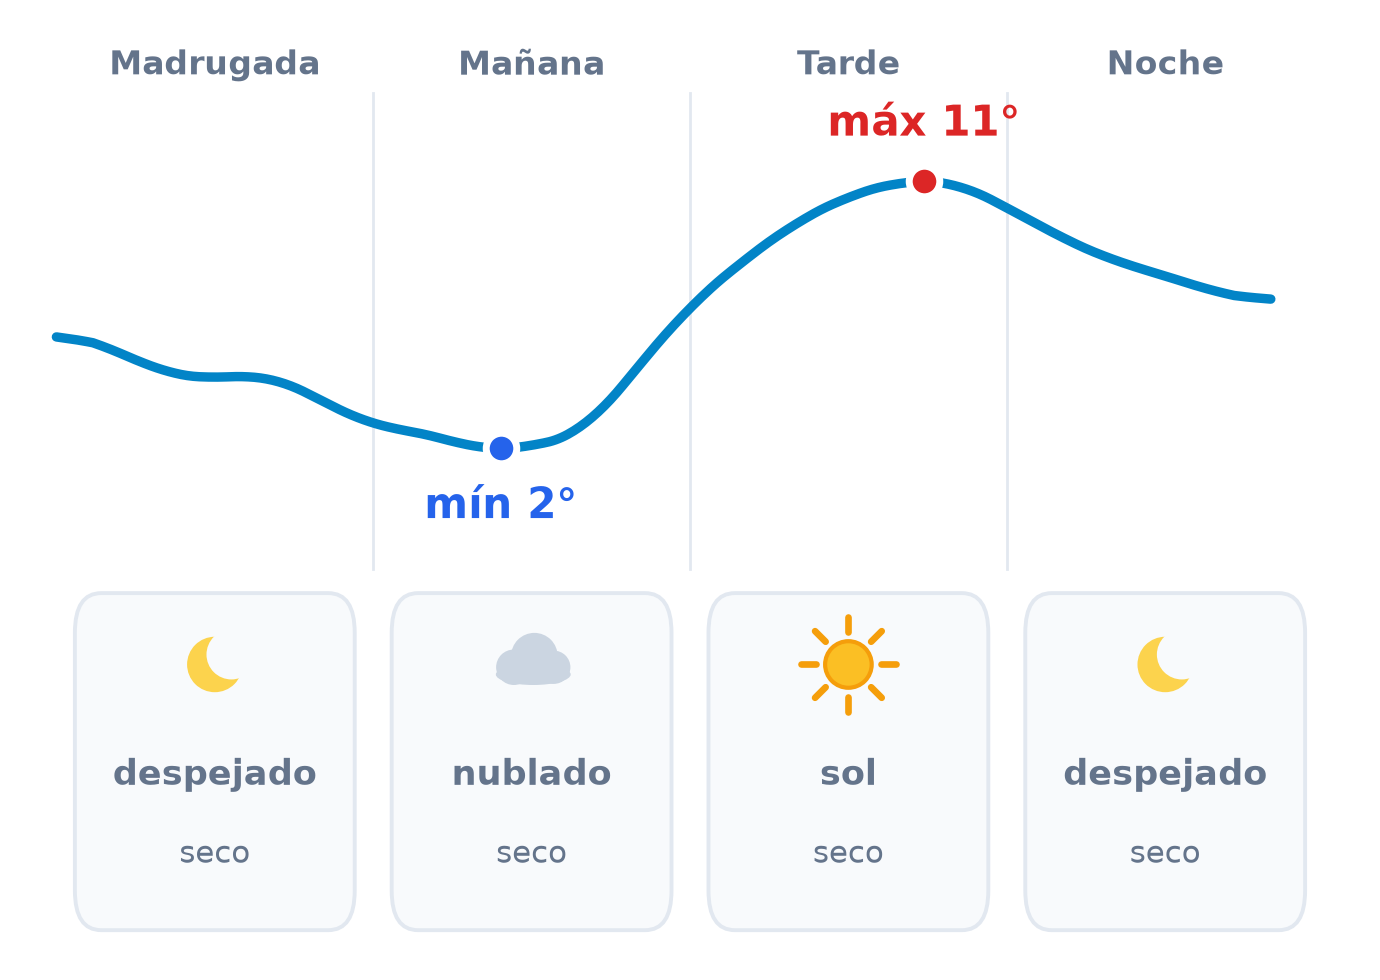 Madrugada Mañana Tarde Noche
máx 11°
mín 2°
despejado nublado sol despejado
seco seco seco seco